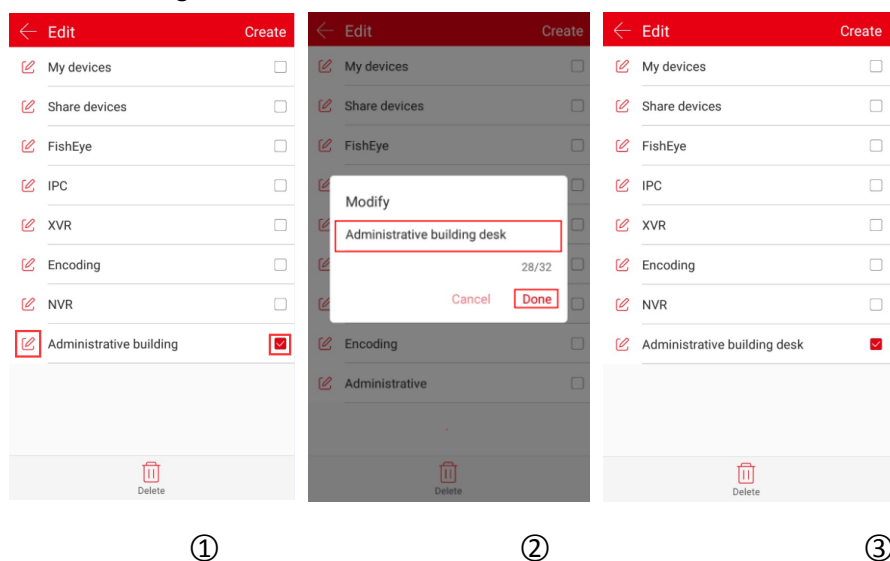 Edit Create
My devices
Share devices
FishEye
IPC
XVR
Encoding
NVR
Administrative building
Delete
①
Edit Create
My devices
Share devices
FishEye
Modify
Administrative building desk
28/32
Cancel Done
Encoding
Administrative
Delete
②
Edit Create
My devices
Share devices
FishEye
IPC
XVR
Encoding
NVR
Administrative building desk
Delete
③